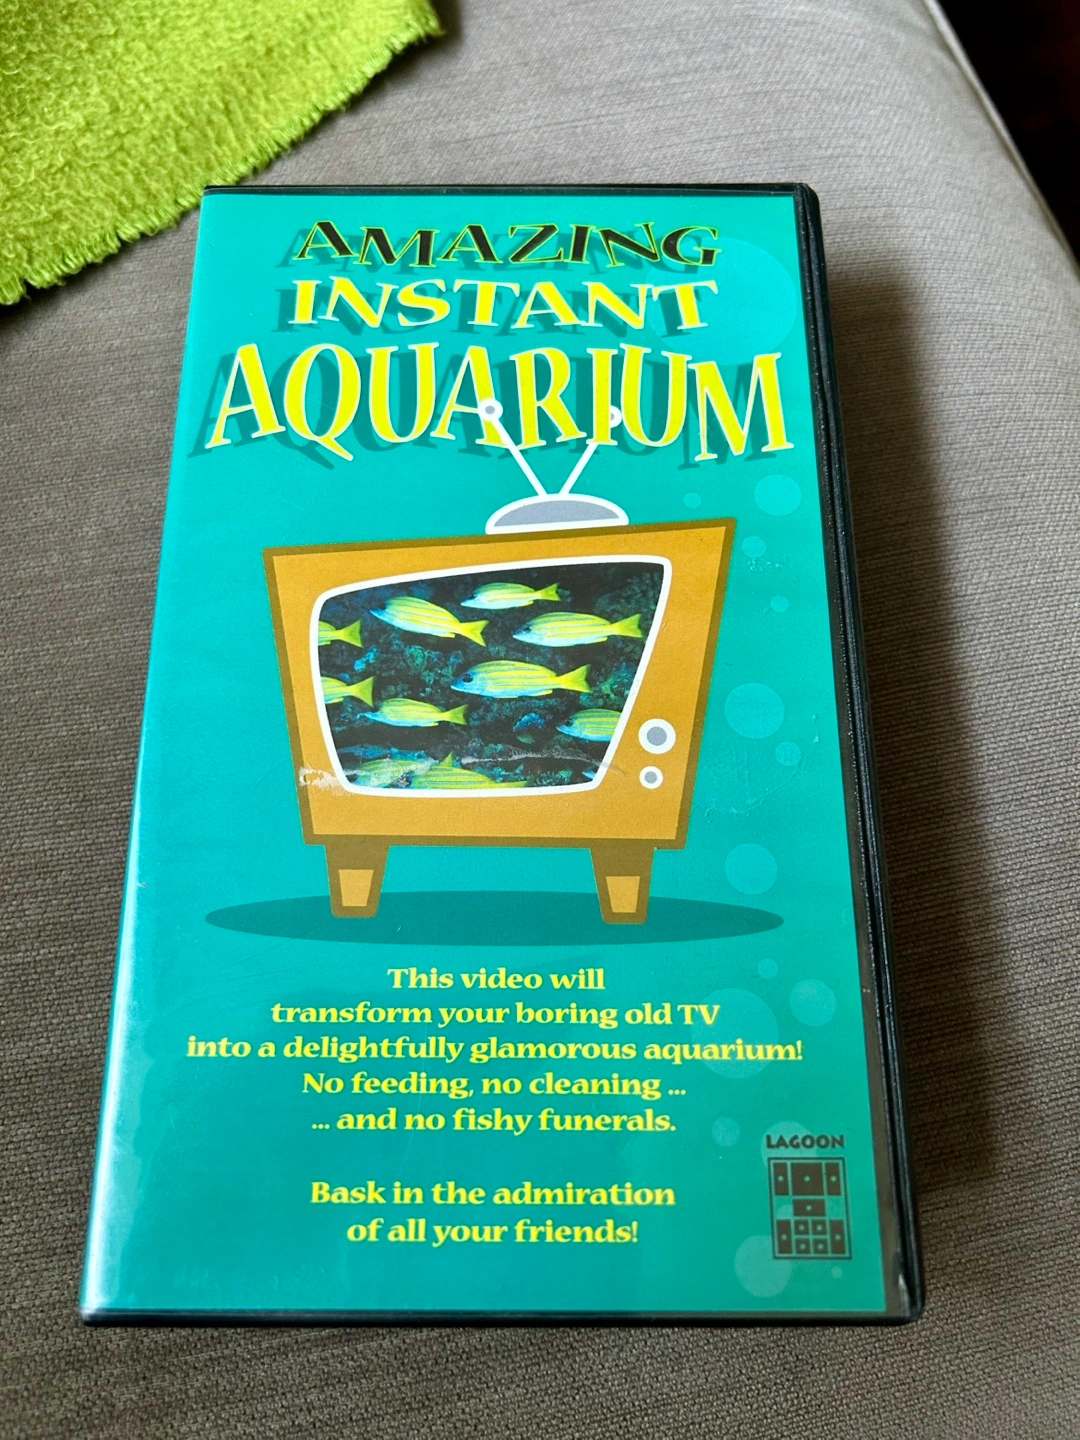 AMAZING
INSTANT
AQUARIUM
This video will
transform your boring old TV
into a delightfully glamorous aquarium!
No feeding, no cleaning ...
... and no fishy funerals.
Bask in the admiration
of all your friends!
LAGOON